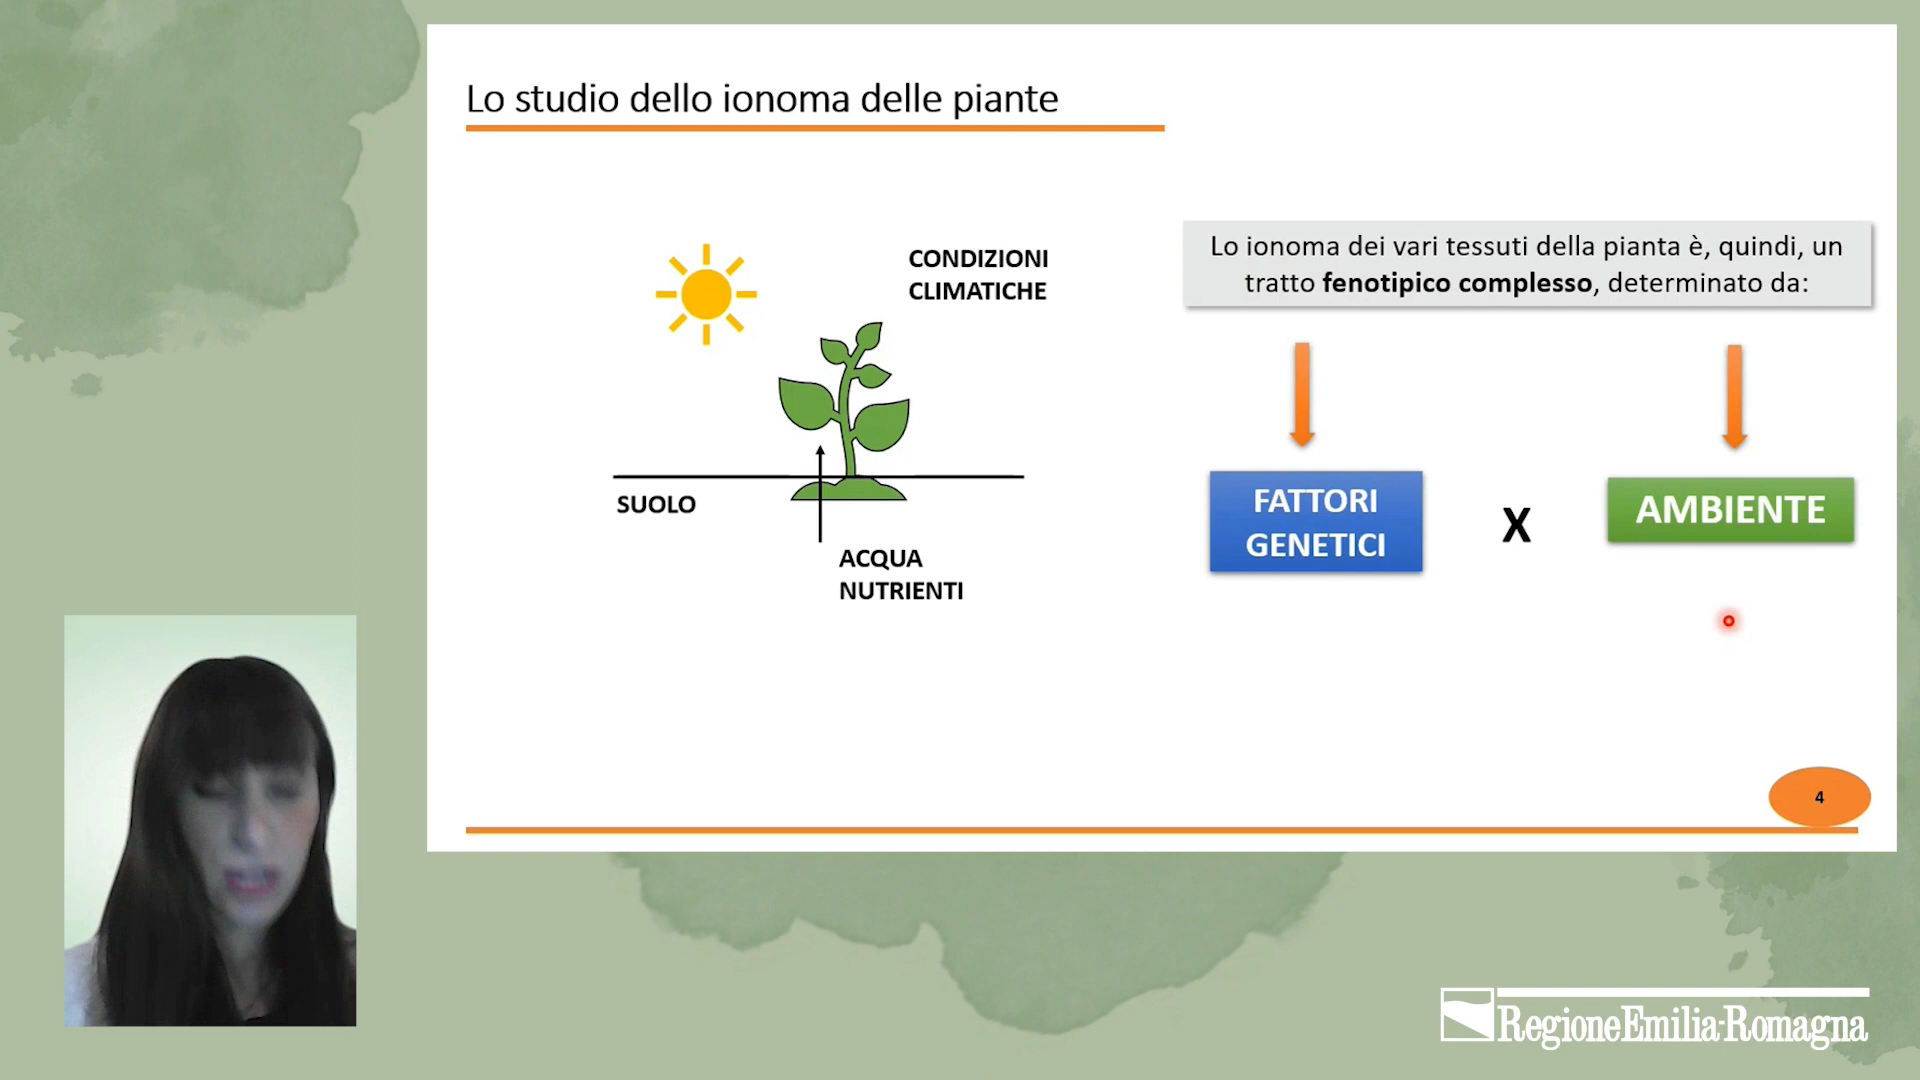 Lo studio dello ionoma delle piante
CONDIZIONI
CLIMATICHE
SUOLO
ACQUA
NUTRIENTI
Lo ionoma dei vari tessuti della pianta è, quindi, un
tratto fenotipico complesso, determinato da:
FATTORI
GENETICI
X
AMBIENTE
4
RegioneEmilia-Romagna